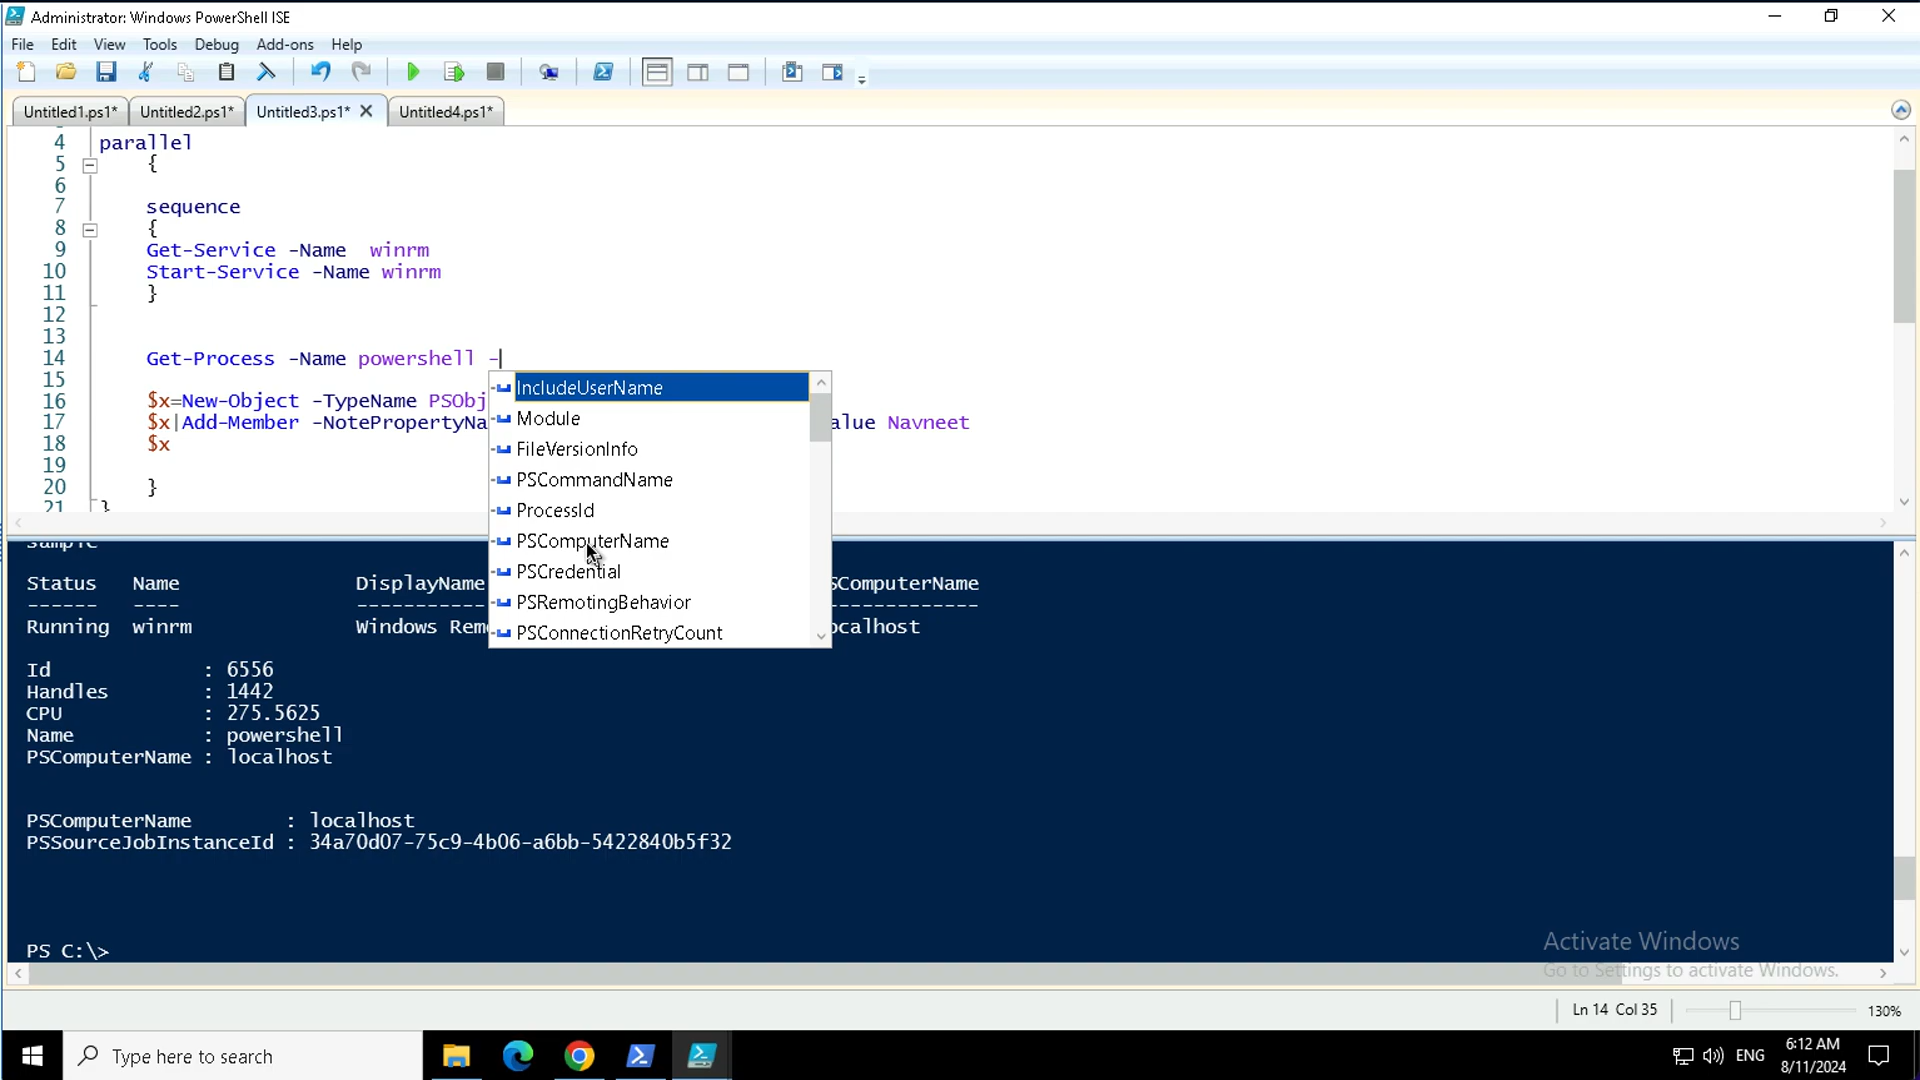 Administrator: Windows PowerShell ISE
File Edit View Tools Debug Add-ons Help
Untitled1.ps1* Untitled2.ps1* Untitled3.ps1* Untitled4.ps1*
4 parallel
5 {
6
7 sequence
8 {
9 Get-Service -Name winrm
10 Start-Service -Name winrm
11 }
12
13
14 Get-Process -Name powershell -
15
16 $x=New-Object -TypeName PSObj
17 $x|Add-Member -NotePropertyNa alue Navneet
18 $x
19
20 }
21 }
IncludeUserName
Module
FileVersionInfo
PSCommandName
ProcessId
PSComputerName
PSCredential
PSRemotingBehavior
PSConnectionRetryCount
Status Name DisplayName SComputerName
------ ---- ----------- -------------
Running winrm Windows Rem ocalhost
Id : 6556
Handles : 1442
CPU : 275.5625
Name : powershell
PSComputerName : localhost
PSComputerName : localhost
PSSourceJobInstanceId : 34a70d07-75c9-4b06-a6bb-5422840b5f32
PS C:\>
Activate Windows
Go to Settings to activate Windows.
Ln 14 Col 35 130%
Type here to search
ENG
6:12 AM
8/11/2024